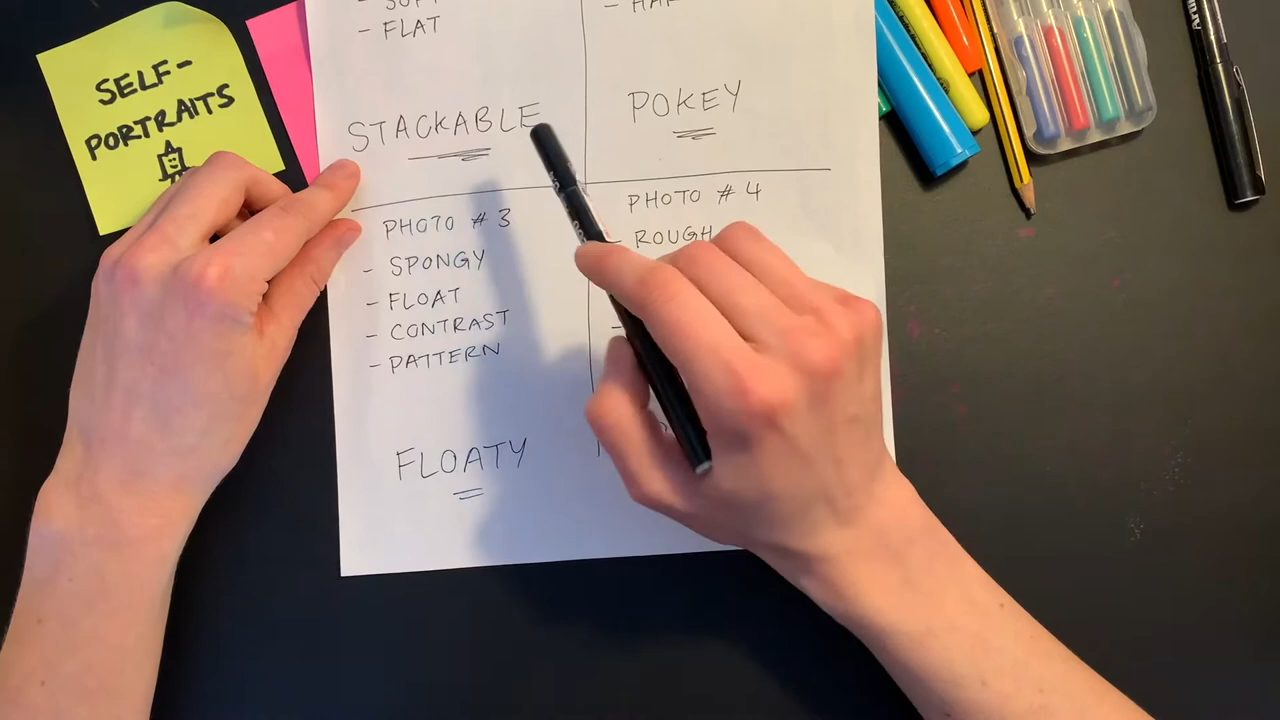 SELF-
PORTRAITS
- FLAT
STACKABLE
POKEY
PHOTO # 3
- SPONGY
- FLOAT
- CONTRAST
- PATTERN
FLOATY
PHOTO # 4
- ROUGH